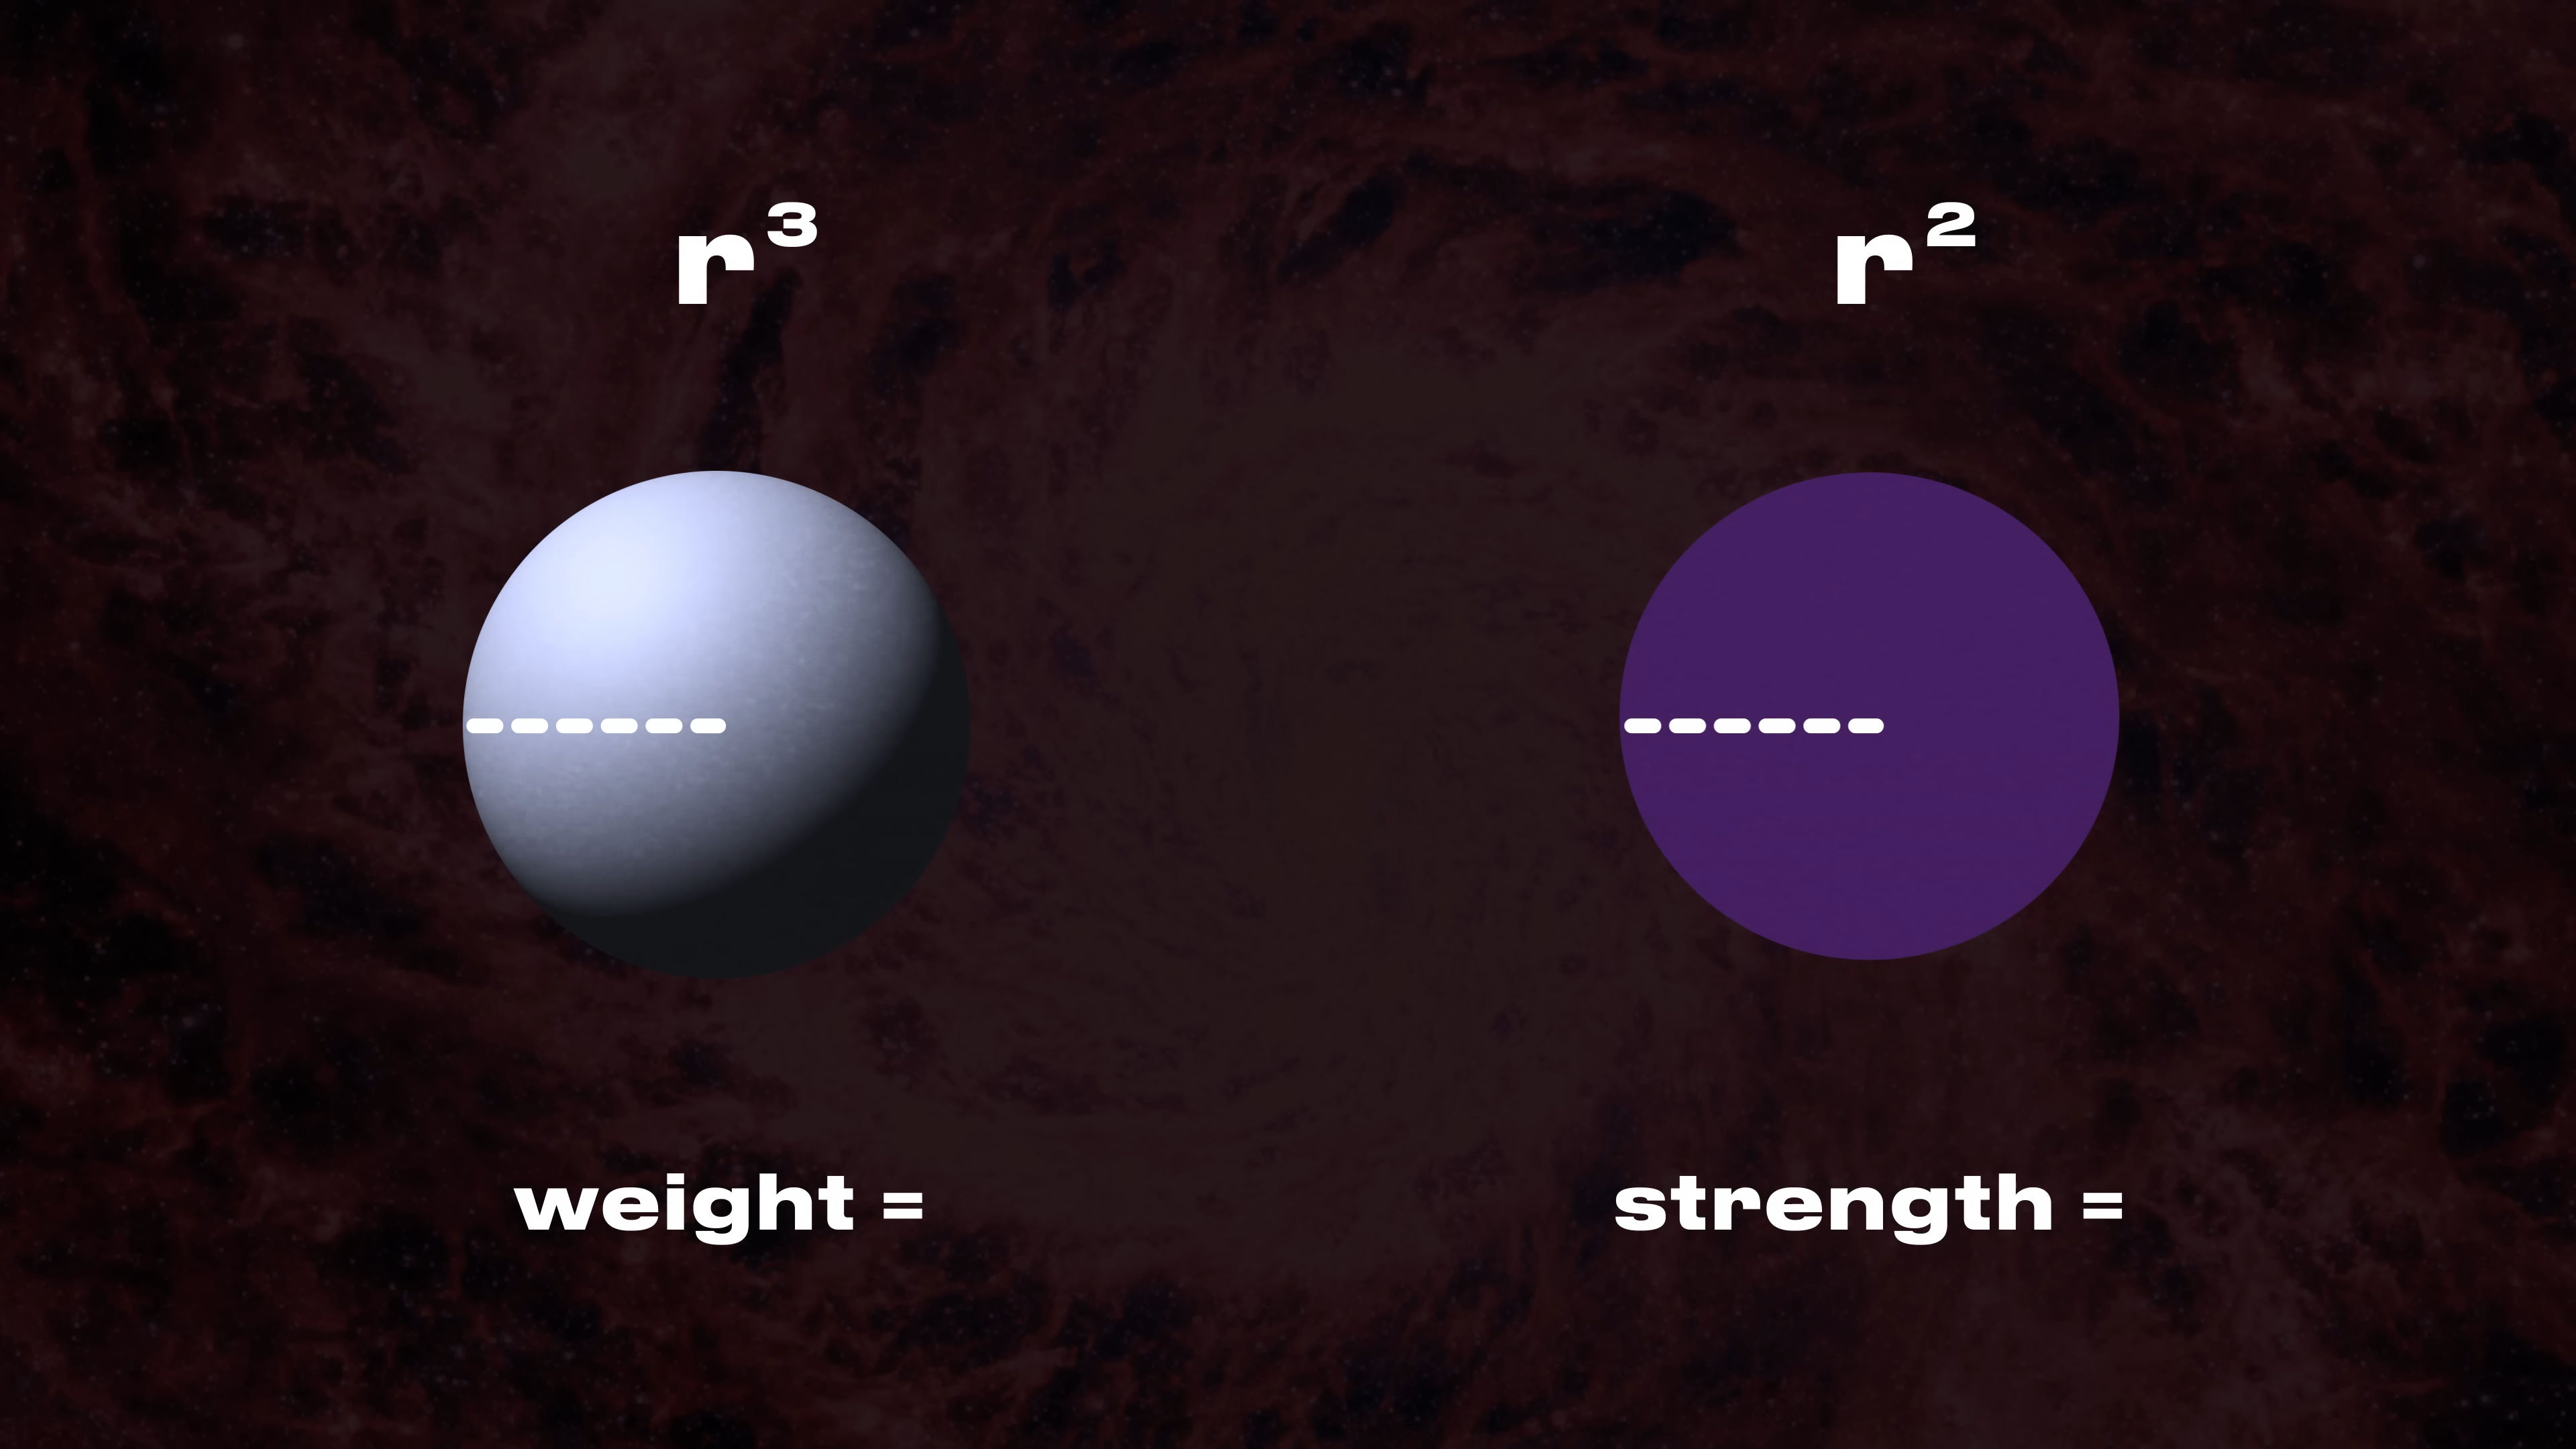 r³
r²
weight =
strength =